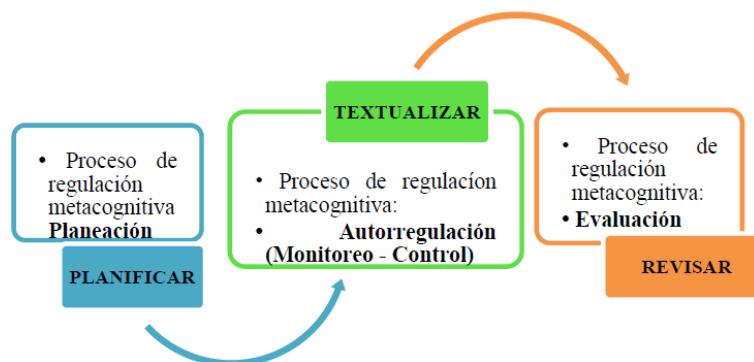 • Proceso de
regulación
metacognitiva
Planeación
PLANIFICAR
TEXTUALIZAR
• Proceso de regulacíon
metacognitiva:
• Autorregulación
(Monitoreo - Control)
• Proceso de
regulación
metacognitiva:
• Evaluación
REVISAR